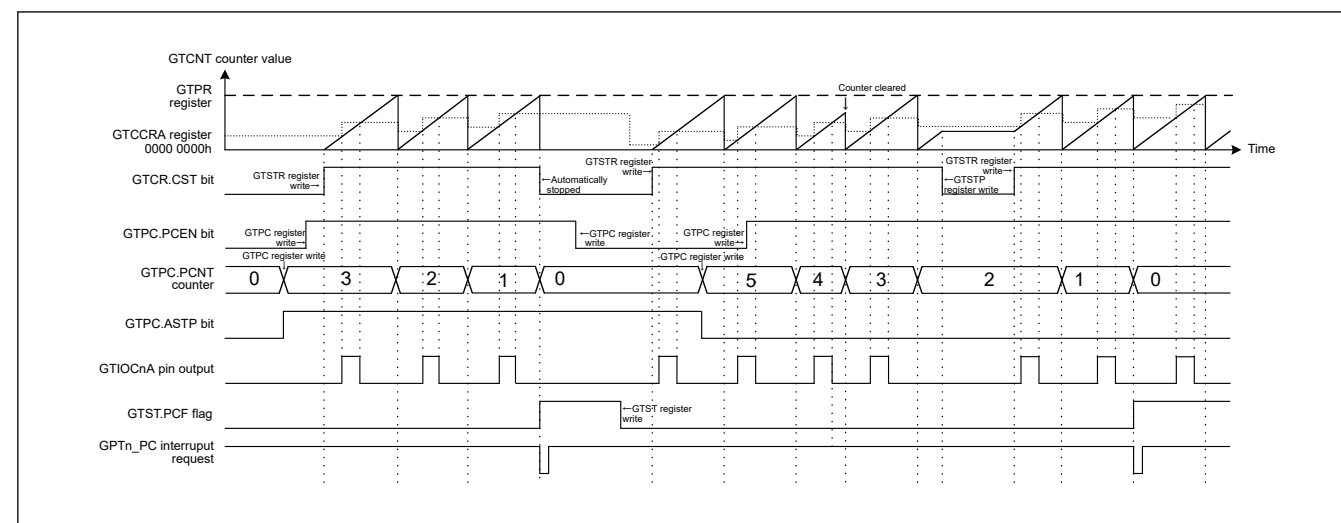 GTCNT counter value
GTPR
register
Counter cleared
GTCCRA register
0000 0000h
Time
GTCR.CST bit
GTSTR register
write→
←Automatically
stopped
GTSTR register
write→
←GTSTP
register write
GTSTR register
write→
GTPC.PCEN bit
GTPC register
write→
←GTPC register
write
GTPC register
write→
GTPC register write
GTPC register write
GTPC.PCNT
counter
0 3 2 1 0 5 4 3 2 1 0
GTPC.ASTP bit
GTIOCnA pin output
GTST.PCF flag
←GTST register
write
GPTn_PC interruput
request